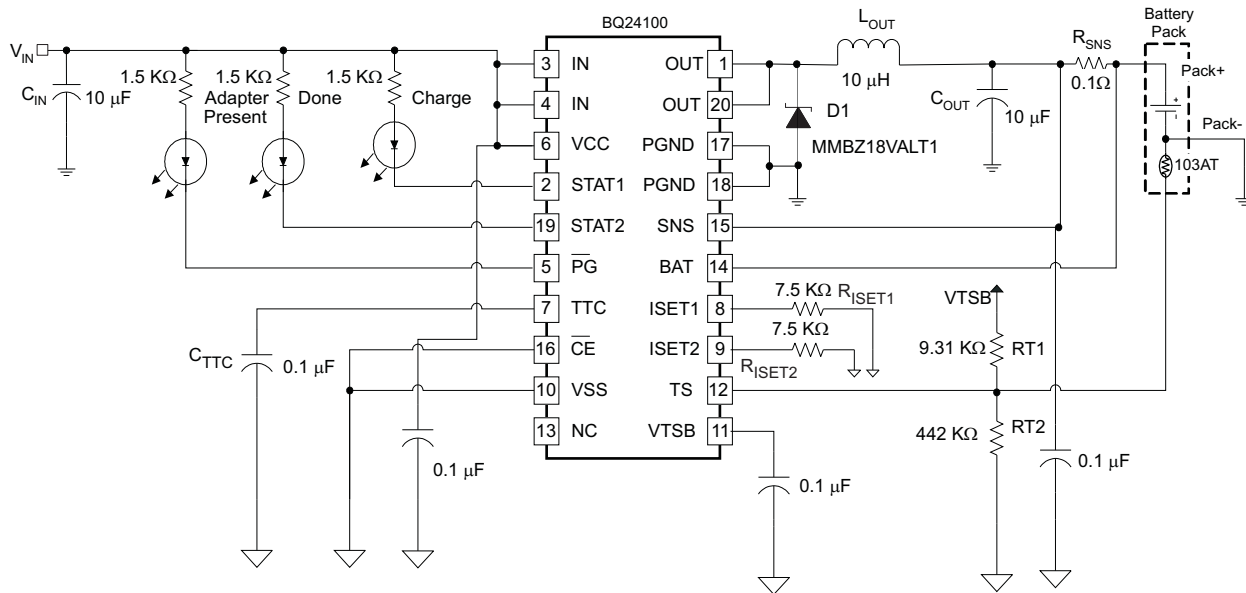 BQ24100
V_IN
C_IN
10 μF
1.5 KΩ
Adapter
Present
1.5 KΩ
Done
1.5 KΩ
Charge
3 IN
4 IN
6 VCC
2 STAT1
19 STAT2
5 P̅G̅
7 TTC
16 C̅E̅
10 VSS
13 NC
OUT 1
OUT 20
PGND 17
PGND 18
SNS 15
BAT 14
ISET1 8
ISET2 9
TS 12
VTSB 11
C_TTC
0.1 μF
0.1 μF
L_OUT
10 μH
D1
MMBZ18VALT1
C_OUT
10 μF
R_SNS
0.1Ω
Battery
Pack
Pack+
+
Pack-
103AT
7.5 KΩ
R_ISET1
7.5 KΩ
R_ISET2
VTSB
9.31 KΩ
RT1
442 KΩ
RT2
0.1 μF
0.1 μF